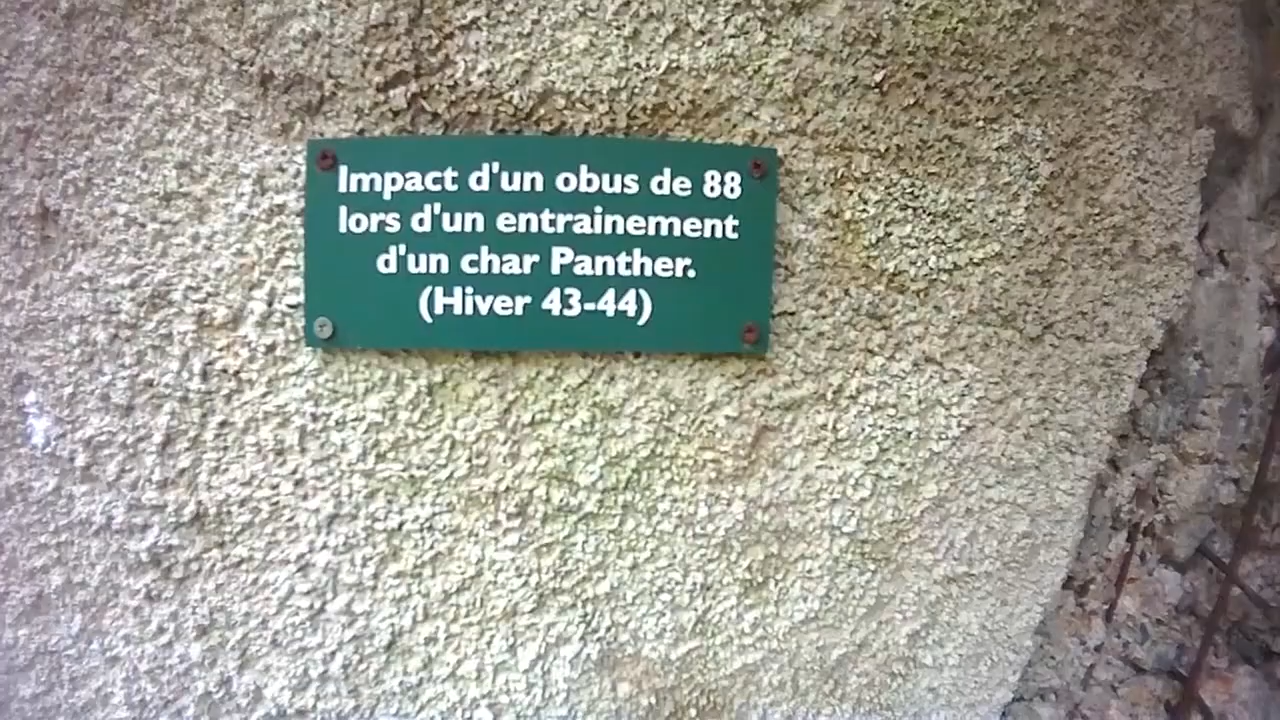 Impact d'un obus de 88
lors d'un entrainement
d'un char Panther.
(Hiver 43-44)